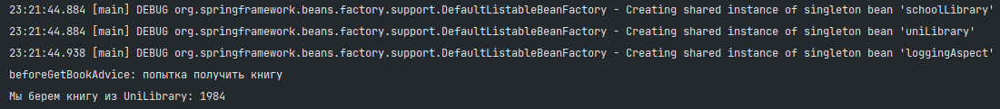 23:21:44.884 [main] DEBUG org.springframework.beans.factory.support.DefaultListableBeanFactory - Creating shared instance of singleton bean 'schoolLibrary'
23:21:44.884 [main] DEBUG org.springframework.beans.factory.support.DefaultListableBeanFactory - Creating shared instance of singleton bean 'uniLibrary'
23:21:44.938 [main] DEBUG org.springframework.beans.factory.support.DefaultListableBeanFactory - Creating shared instance of singleton bean 'loggingAspect'
beforeGetBookAdvice: попытка получить книгу
Мы берем книгу из UniLibrary: 1984